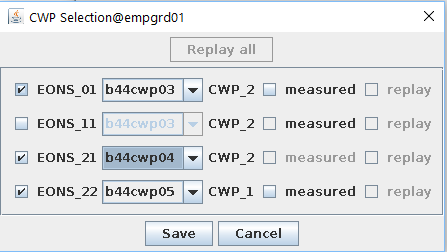 CWP Selection@empgrd01
Replay all
EONS_01 b44cwp03 CWP_2 measured replay
EONS_11 b44cwp03 CWP_2 measured replay
EONS_21 b44cwp04 CWP_2 measured replay
EONS_22 b44cwp05 CWP_1 measured replay
Save Cancel